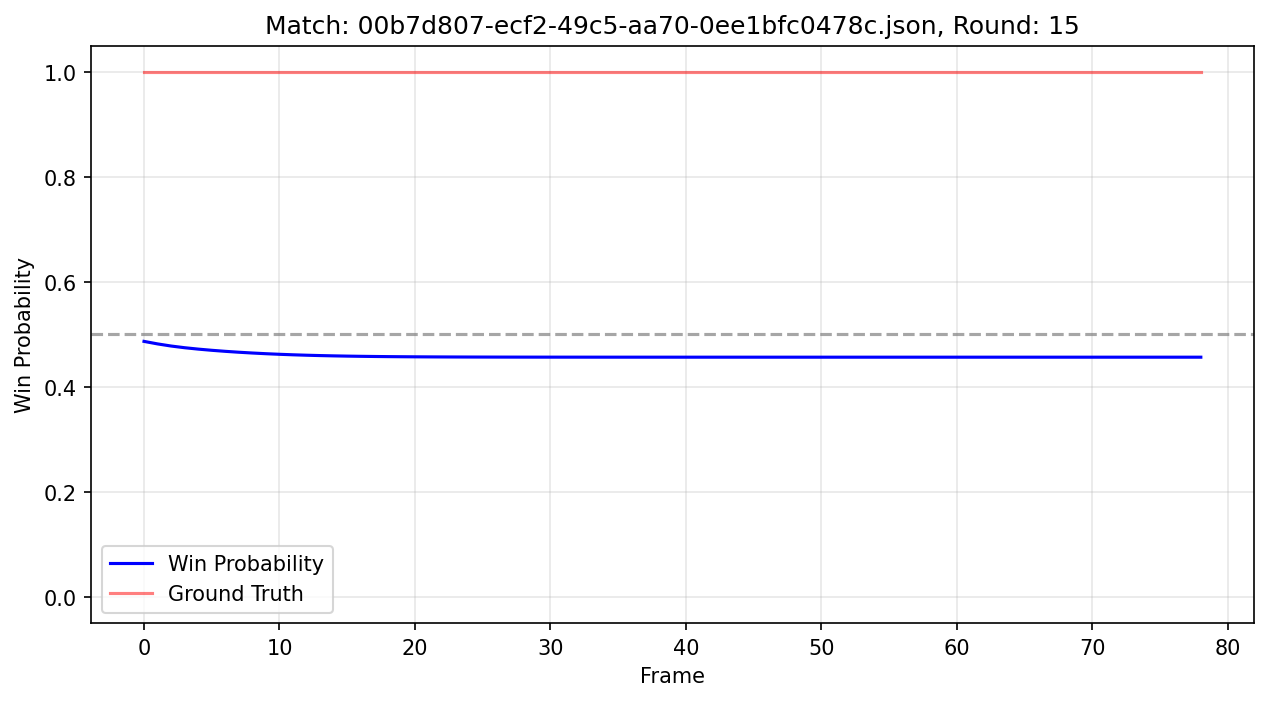 Match: 00b7d807-ecf2-49c5-aa70-0ee1bfc0478c.json, Round: 15
Win Probability
1.0
0.8
0.6
0.4
0.2
0.0
Win Probability
Ground Truth
0 10 20 30 40 50 60 70 80
Frame